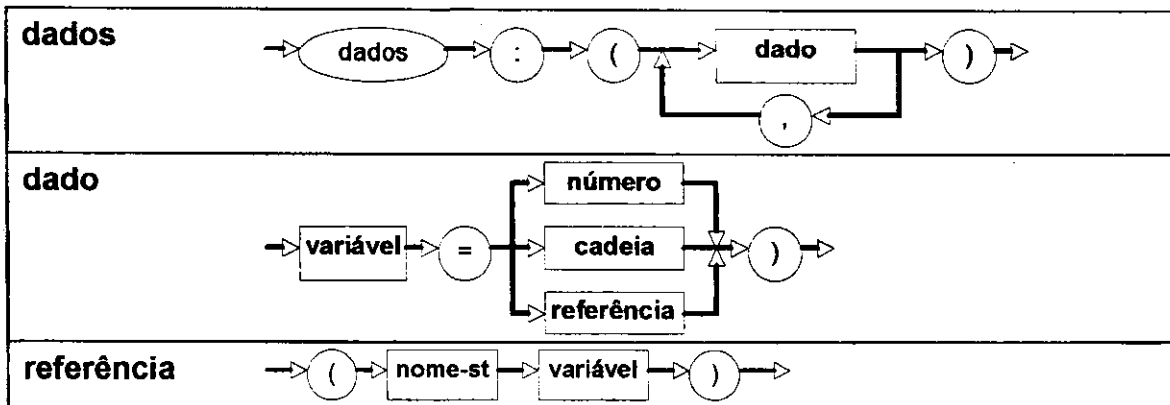 dados
dados : ( dado )
,
dado
número
variável = cadeia )
referência
referência
( nome-st variável )